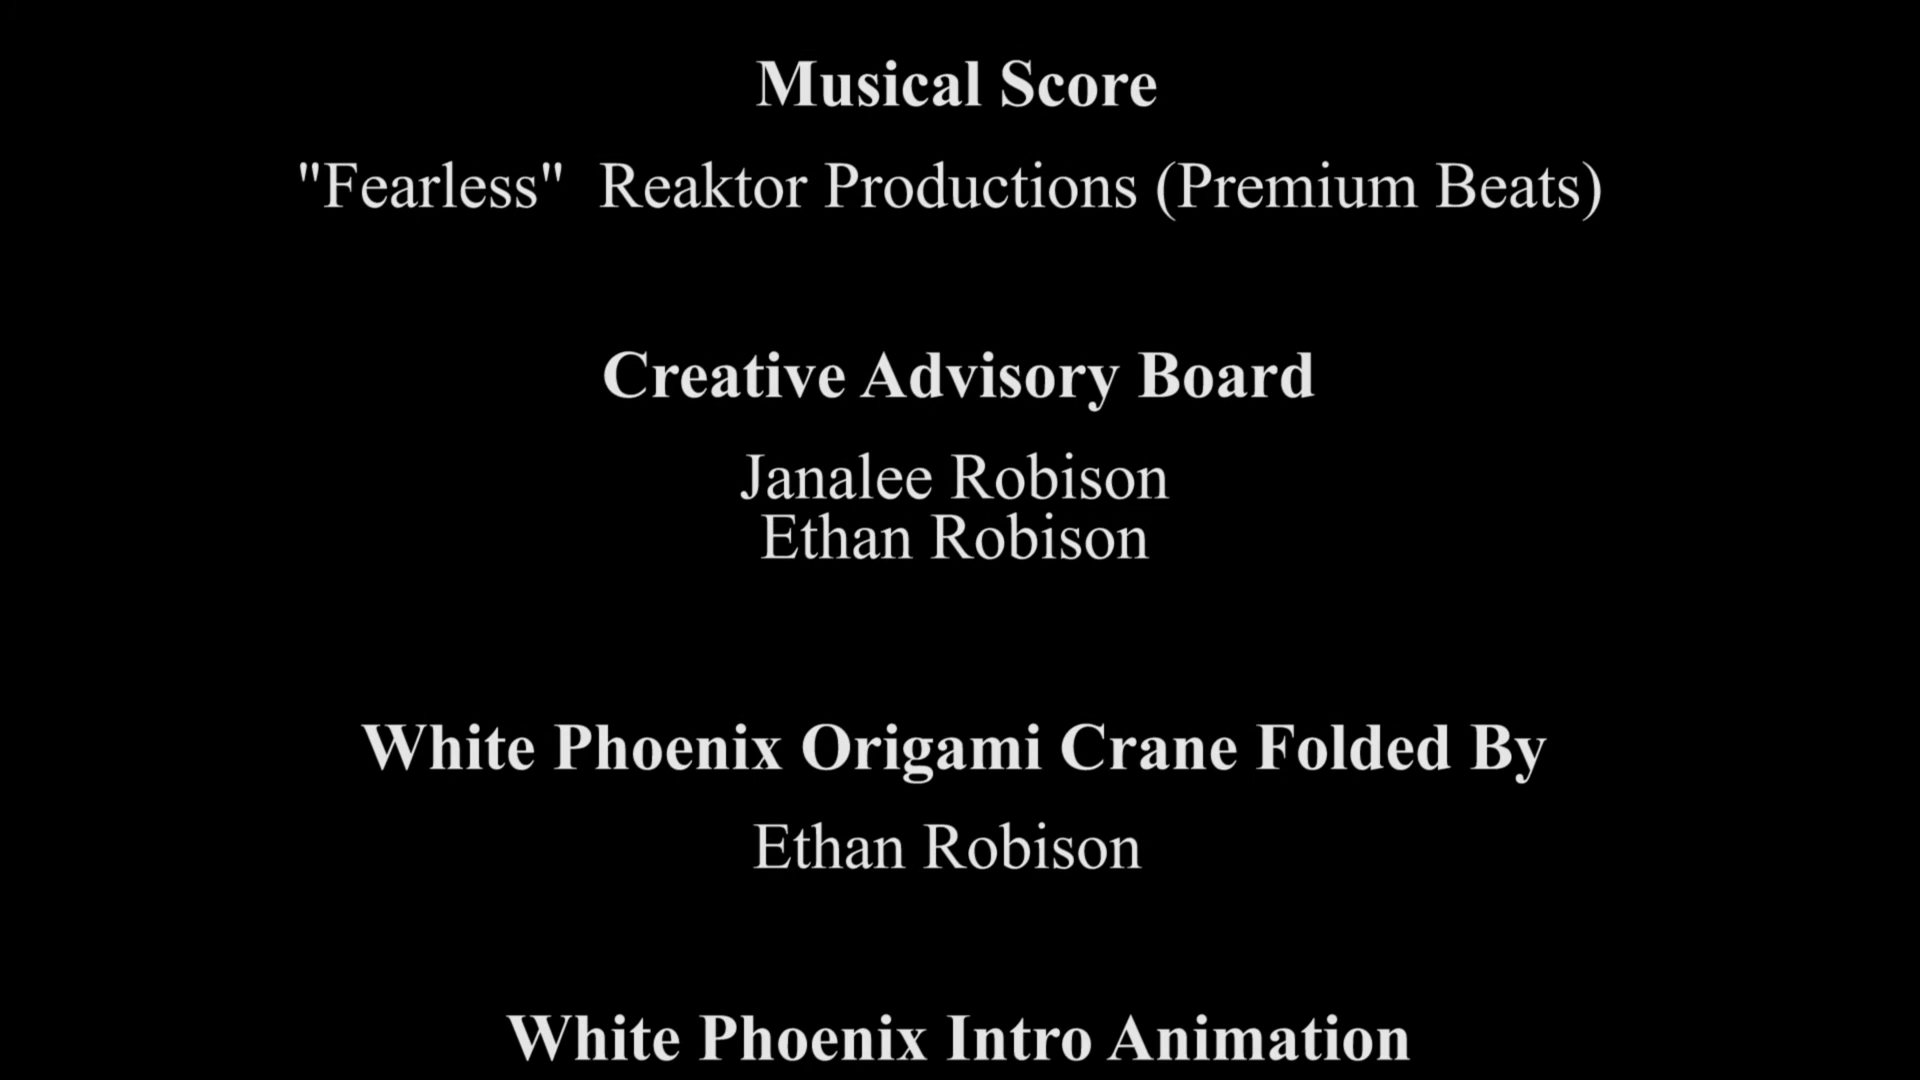 Musical Score
"Fearless"  Reaktor Productions (Premium Beats)
Creative Advisory Board
Janalee Robison
Ethan Robison
White Phoenix Origami Crane Folded By
Ethan Robison
White Phoenix Intro Animation